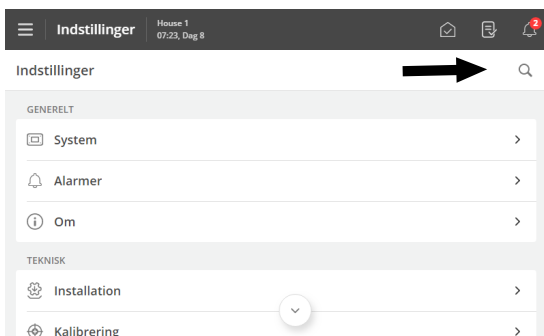 Indstillinger
House 1
07:23, Dag 8
2
Indstillinger
GENERELT
System
Alarmer
Om
TEKNISK
Installation
Kalibrering